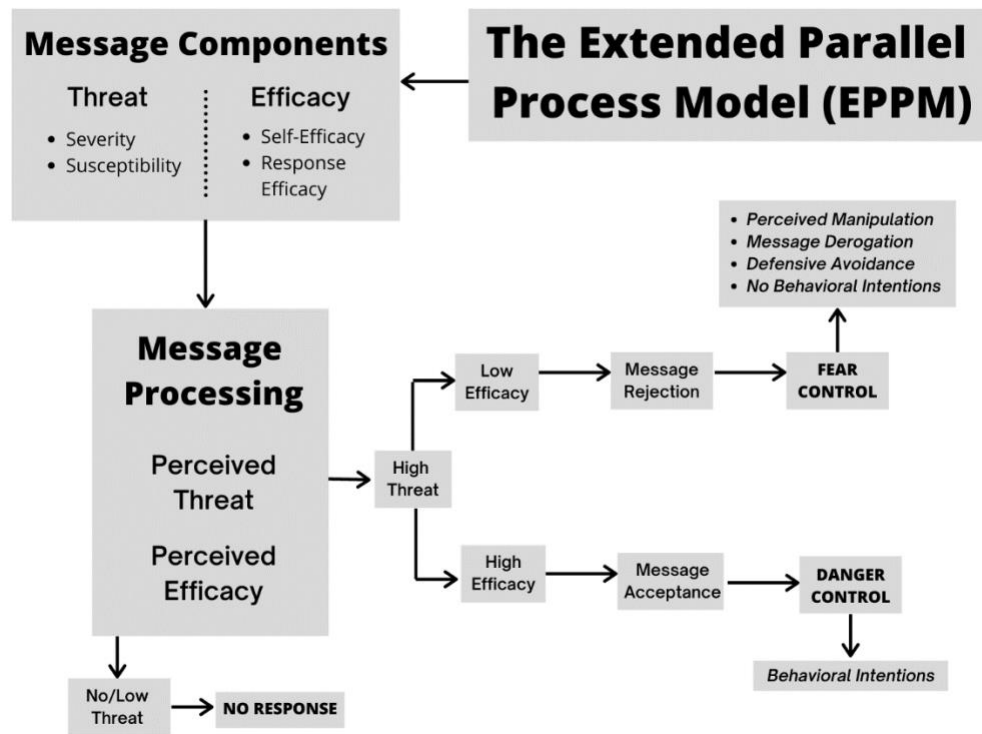 The Extended Parallel
Process Model (EPPM)
Message Components
Threat
• Severity
• Susceptibility
Efficacy
• Self-Efficacy
• Response
Efficacy
Message
Processing
Perceived
Threat
Perceived
Efficacy
No/Low
Threat
NO RESPONSE
High
Threat
Low
Efficacy
Message
Rejection
FEAR
CONTROL
• Perceived Manipulation
• Message Derogation
• Defensive Avoidance
• No Behavioral Intentions
High
Efficacy
Message
Acceptance
DANGER
CONTROL
Behavioral Intentions